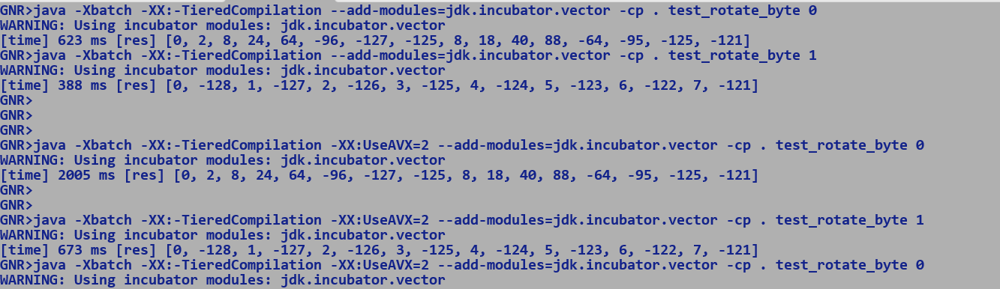 GNR>java -Xbatch -XX:-TieredCompilation --add-modules=jdk.incubator.vector -cp . test_rotate_byte 0
WARNING: Using incubator modules: jdk.incubator.vector
[time] 623 ms [res] [0, 2, 8, 24, 64, -96, -127, -125, 8, 18, 40, 88, -64, -95, -125, -121]
GNR>java -Xbatch -XX:-TieredCompilation --add-modules=jdk.incubator.vector -cp . test_rotate_byte 1
WARNING: Using incubator modules: jdk.incubator.vector
[time] 388 ms [res] [0, -128, 1, -127, 2, -126, 3, -125, 4, -124, 5, -123, 6, -122, 7, -121]
GNR>
GNR>
GNR>
GNR>java -Xbatch -XX:-TieredCompilation -XX:UseAVX=2 --add-modules=jdk.incubator.vector -cp . test_rotate_byte 0
WARNING: Using incubator modules: jdk.incubator.vector
[time] 2005 ms [res] [0, 2, 8, 24, 64, -96, -127, -125, 8, 18, 40, 88, -64, -95, -125, -121]
GNR>
GNR>
GNR>java -Xbatch -XX:-TieredCompilation -XX:UseAVX=2 --add-modules=jdk.incubator.vector -cp . test_rotate_byte 1
WARNING: Using incubator modules: jdk.incubator.vector
[time] 673 ms [res] [0, -128, 1, -127, 2, -126, 3, -125, 4, -124, 5, -123, 6, -122, 7, -121]
GNR>java -Xbatch -XX:-TieredCompilation -XX:UseAVX=2 --add-modules=jdk.incubator.vector -cp . test_rotate_byte 0
WARNING: Using incubator modules: jdk.incubator.vector